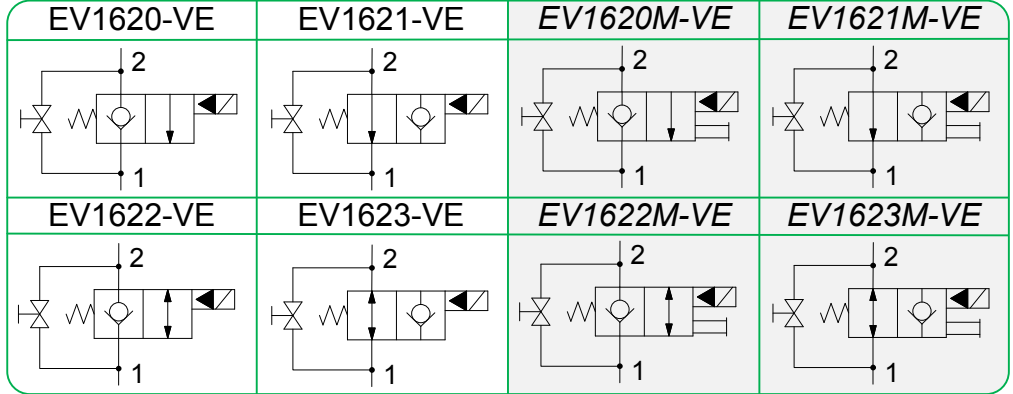 EV1620-VE EV1621-VE EV1620M-VE EV1621M-VE
2 2 2 2
1 1 1 1
EV1622-VE EV1623-VE EV1622M-VE EV1623M-VE
2 2 2 2
1 1 1 1